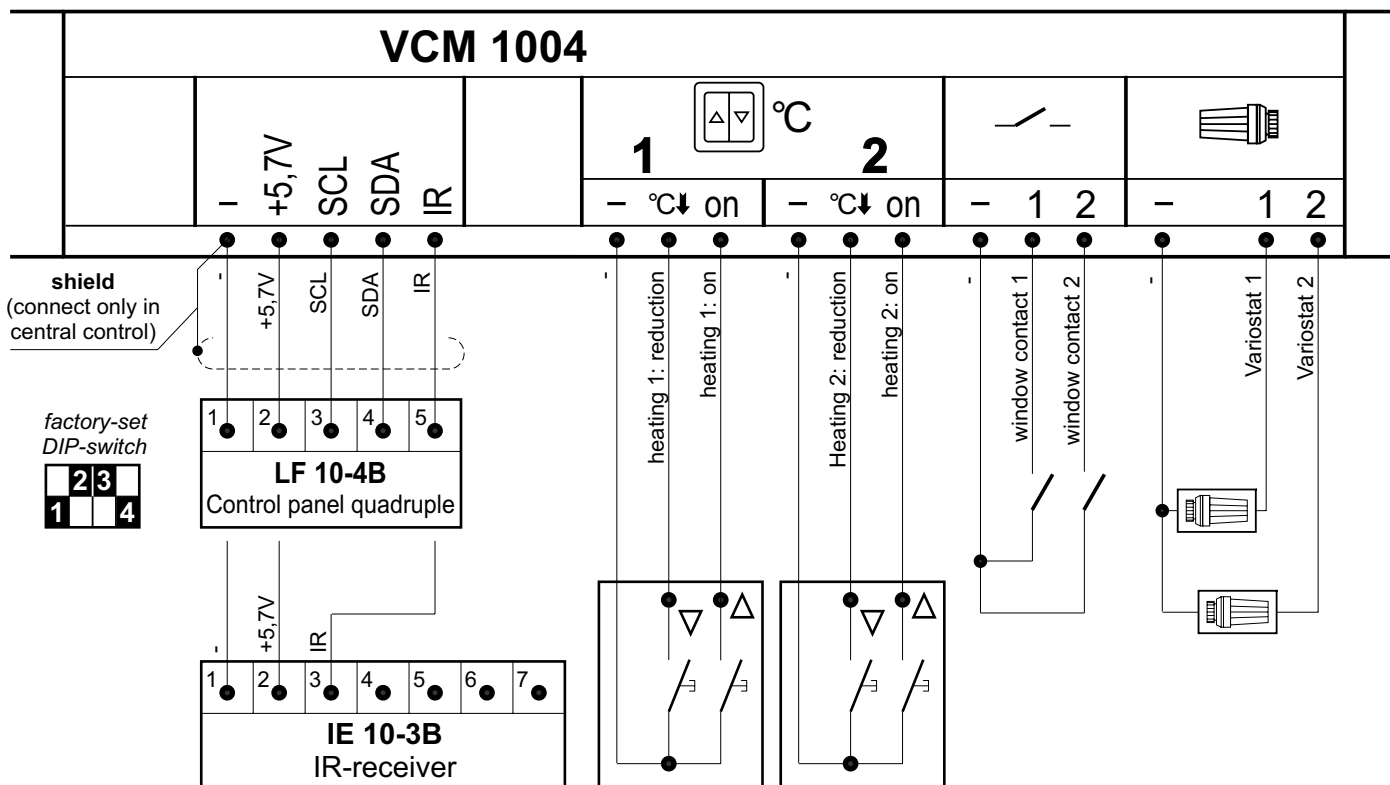 VCM 1004
°C
1
2
–
+5,7V
SCL
SDA
IR
– °C on
– °C on
– 1 2
– 1 2
shield
(connect only in
central control)
-
+5,7V
SCL
SDA
IR
-
heating 1: reduction
heating 1: on
-
Heating 2: reduction
heating 2: on
-
window contact 1
window contact 2
-
Variostat 1
Variostat 2
factory-set
DIP-switch
2 3
1 4
1 2 3 4 5
LF 10-4B
Control panel quadruple
-
+5,7V
IR
1 2 3 4 5 6 7
IE 10-3B
IR-receiver